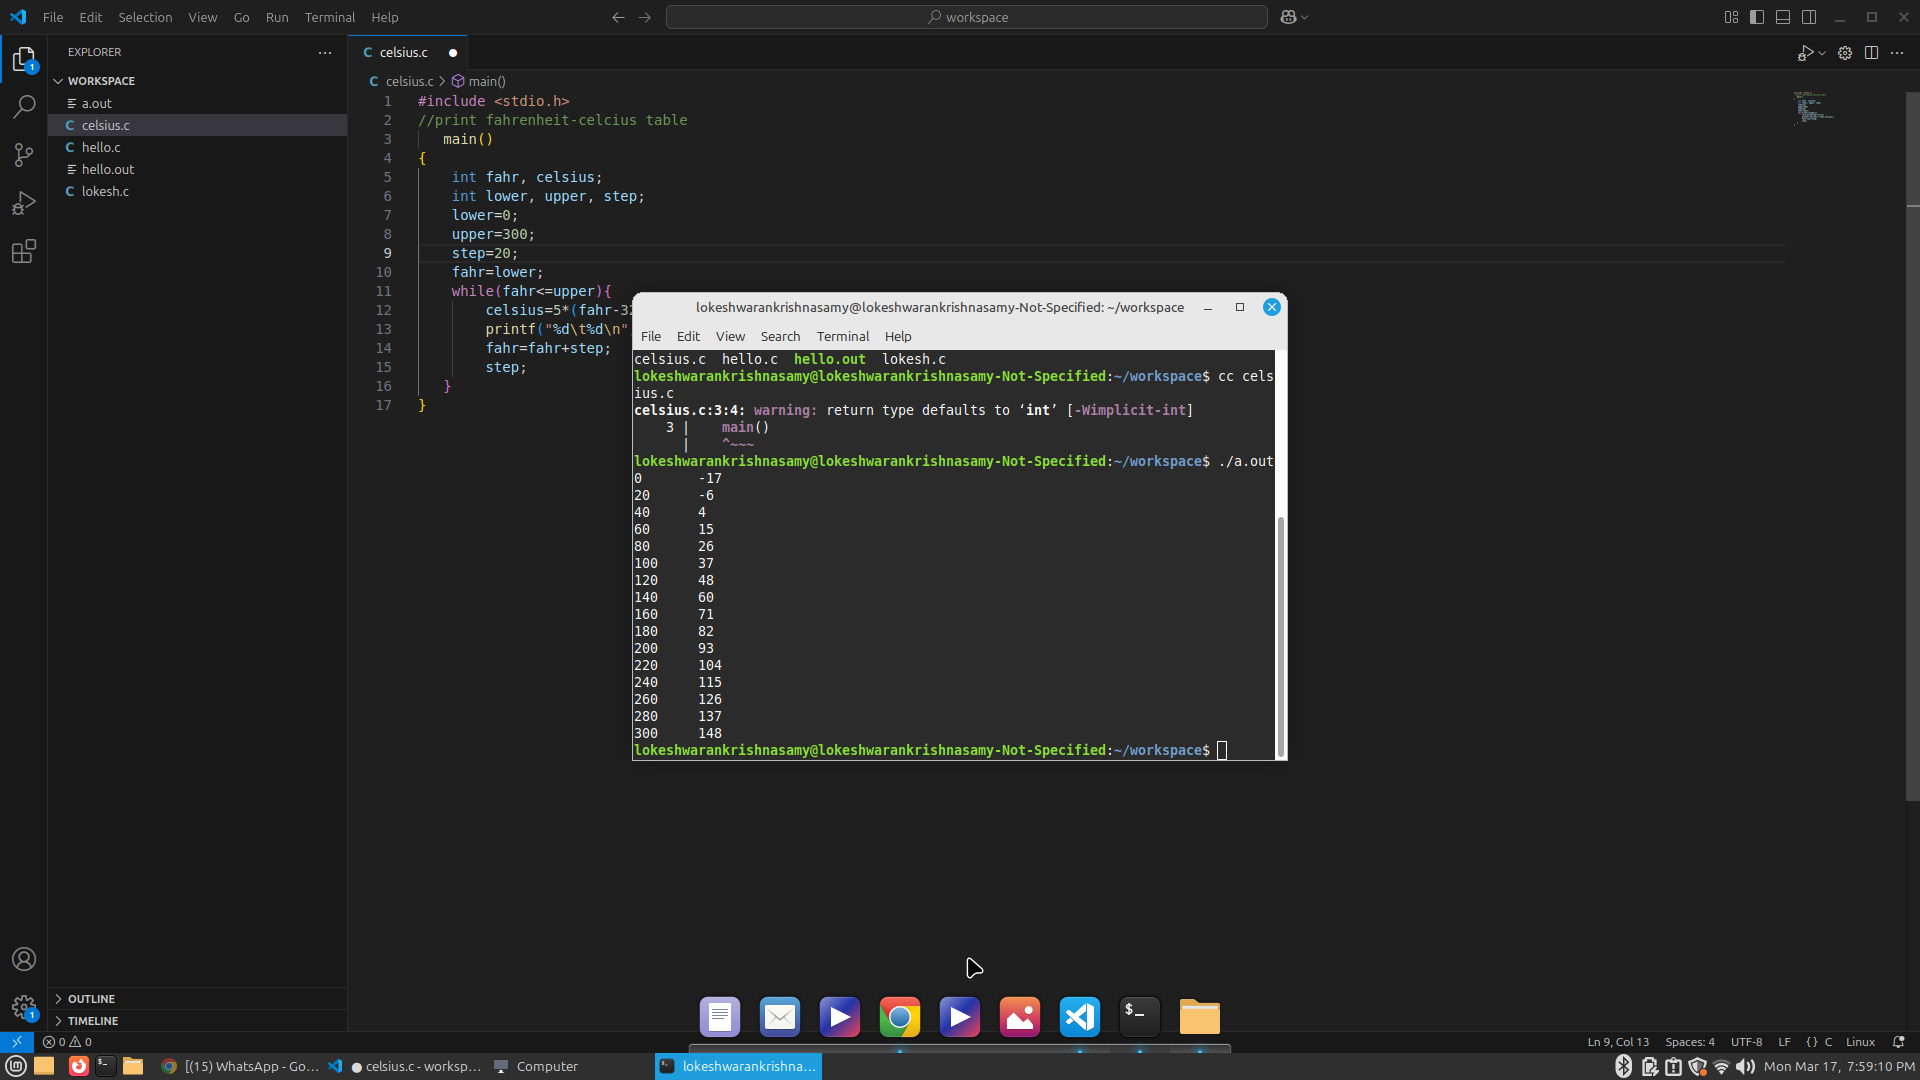 File Edit Selection View Go Run Terminal Help
workspace
EXPLORER
WORKSPACE
a.out
celsius.c
hello.c
hello.out
lokesh.c
OUTLINE
TIMELINE
celsius.c
celsius.c > main()
1 #include <stdio.h>
2 //print fahrenheit-celcius table
3 main()
4 {
5 int fahr, celsius;
6 int lower, upper, step;
7 lower=0;
8 upper=300;
9 step=20;
10 fahr=lower;
11 while(fahr<=upper){
12 celsius=5*(fahr-32
13 printf("%d\t%d\n"
14 fahr=fahr+step;
15 step;
16 }
17 }
lokeshwarankrishnasamy@lokeshwarankrishnasamy-Not-Specified: ~/workspace
File Edit View Search Terminal Help
celsius.c hello.c hello.out lokesh.c
lokeshwarankrishnasamy@lokeshwarankrishnasamy-Not-Specified:~/workspace$ cc cels
ius.c
celsius.c:3:4: warning: return type defaults to ‘int’ [-Wimplicit-int]
3 | main()
| ^~~~
lokeshwarankrishnasamy@lokeshwarankrishnasamy-Not-Specified:~/workspace$ ./a.out
0 -17
20 -6
40 4
60 15
80 26
100 37
120 48
140 60
160 71
180 82
200 93
220 104
240 115
260 126
280 137
300 148
lokeshwarankrishnasamy@lokeshwarankrishnasamy-Not-Specified:~/workspace$
0 0
Ln 9, Col 13 Spaces: 4 UTF-8 LF {} C Linux
[(15) WhatsApp - Go... celsius.c - worksp... Computer lokeshwarankrishna... Mon Mar 17, 7:59:10 PM